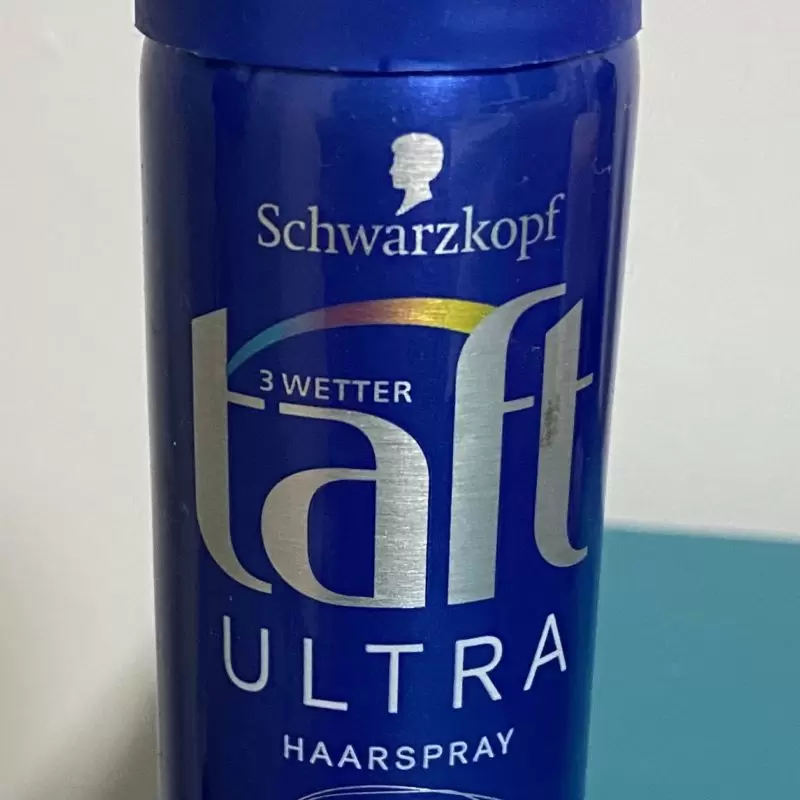 Schwarzkopf
3 WETTER
taft
ULTRA
HAARSPRAY